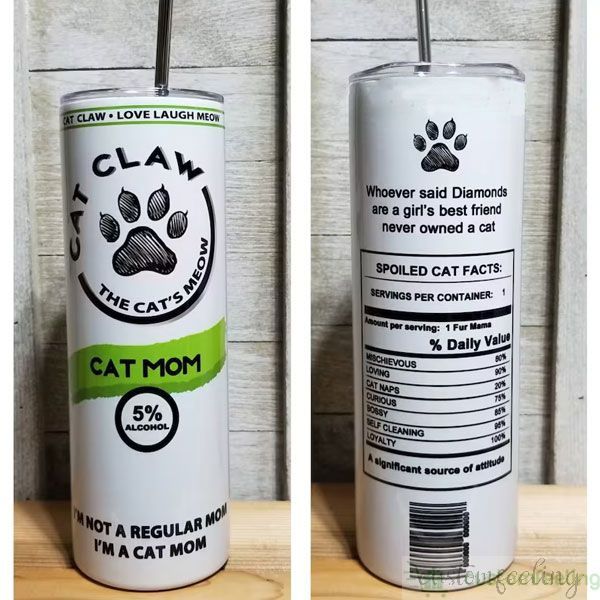 CAT CLAW • LOVE LAUGH MEOW
CAT CLAW
THE CAT'S MEOW
CAT MOM
5%
ALCOHOL
I'M NOT A REGULAR MOM
I'M A CAT MOM
Whoever said Diamonds
are a girl's best friend
never owned a cat
SPOILED CAT FACTS:
SERVINGS PER CONTAINER: 1
Amount per serving: 1 Fur Mama
% Daily Value
MISCHIEVOUS 80%
LOVING 90%
CAT NAPS 20%
CURIOUS 75%
BOSSY 85%
SELF CLEANING 95%
LOYALTY 100%
A significant source of attitude